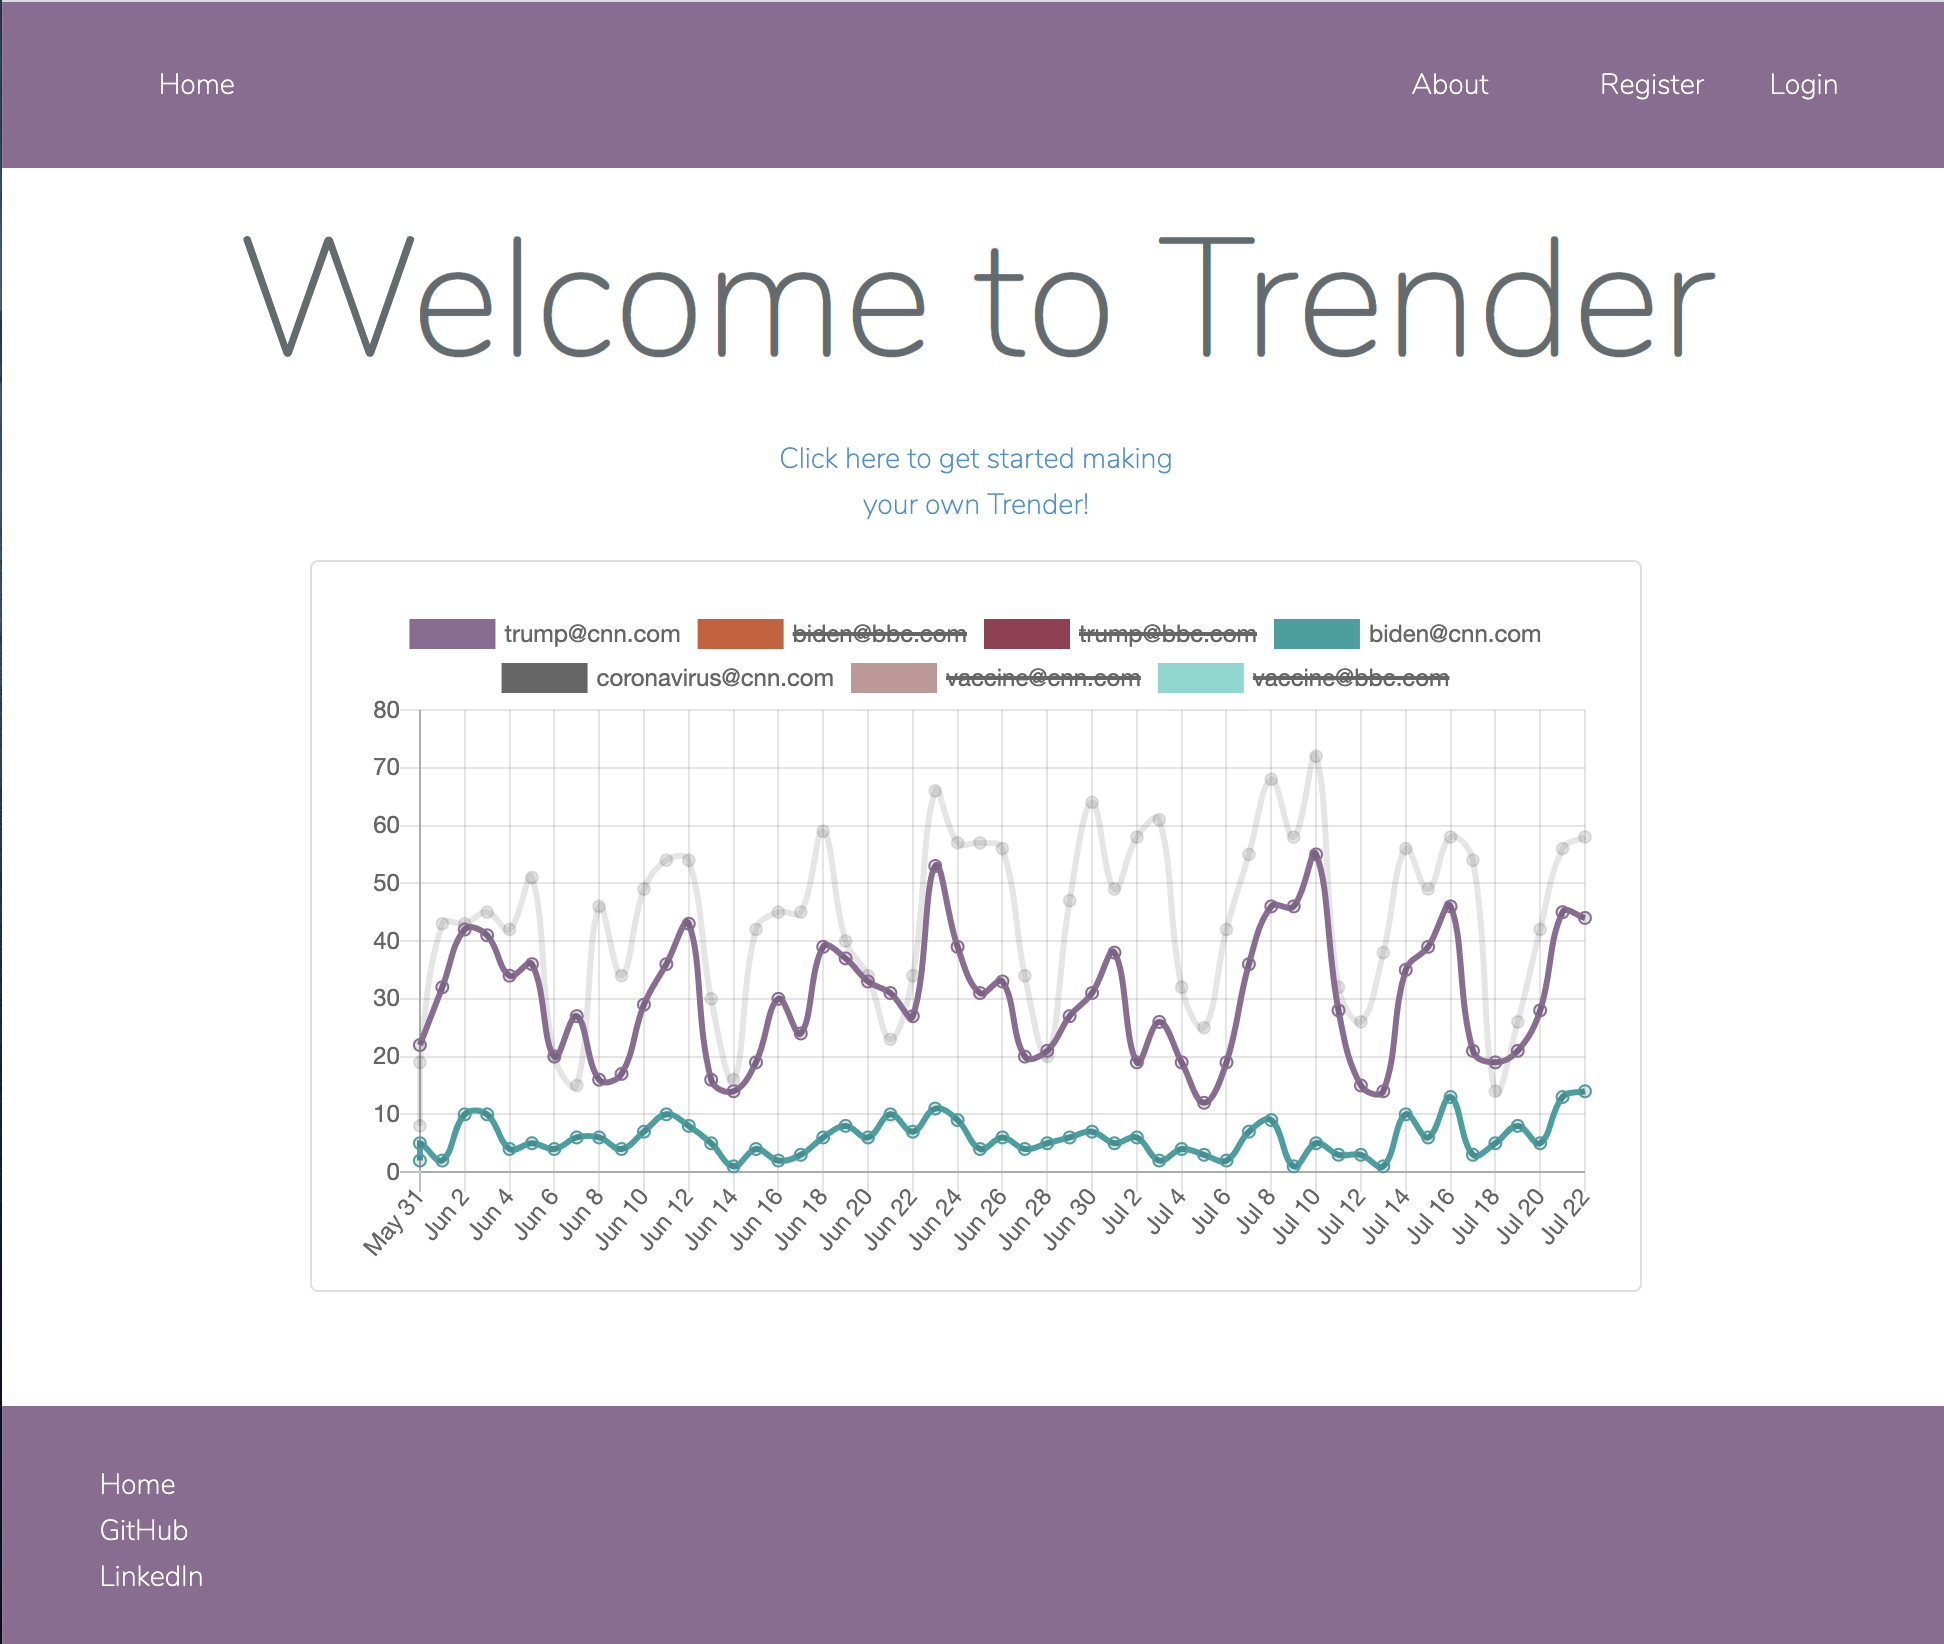 Home About Register Login
Welcome to Trender
Click here to get started making
your own Trender!
trump@cnn.com biden@bbc.com trump@bbc.com biden@cnn.com
coronavirus@cnn.com vaccine@cnn.com vaccine@bbc.com
80
70
60
50
40
30
20
10
0
May 31 Jun 2 Jun 4 Jun 6 Jun 8 Jun 10 Jun 12 Jun 14 Jun 16 Jun 18 Jun 20 Jun 22 Jun 24 Jun 26 Jun 28 Jun 30 Jul 2 Jul 4 Jul 6 Jul 8 Jul 10 Jul 12 Jul 14 Jul 16 Jul 18 Jul 20 Jul 22
Home
GitHub
LinkedIn